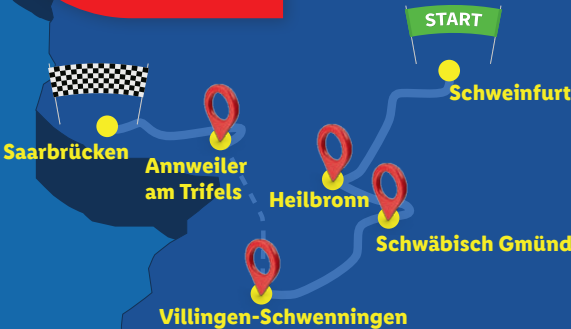 START
Schweinfurt
Saarbrücken
Annweiler
am Trifels
Heilbronn
Schwäbisch Gmünd
Villingen-Schwenningen